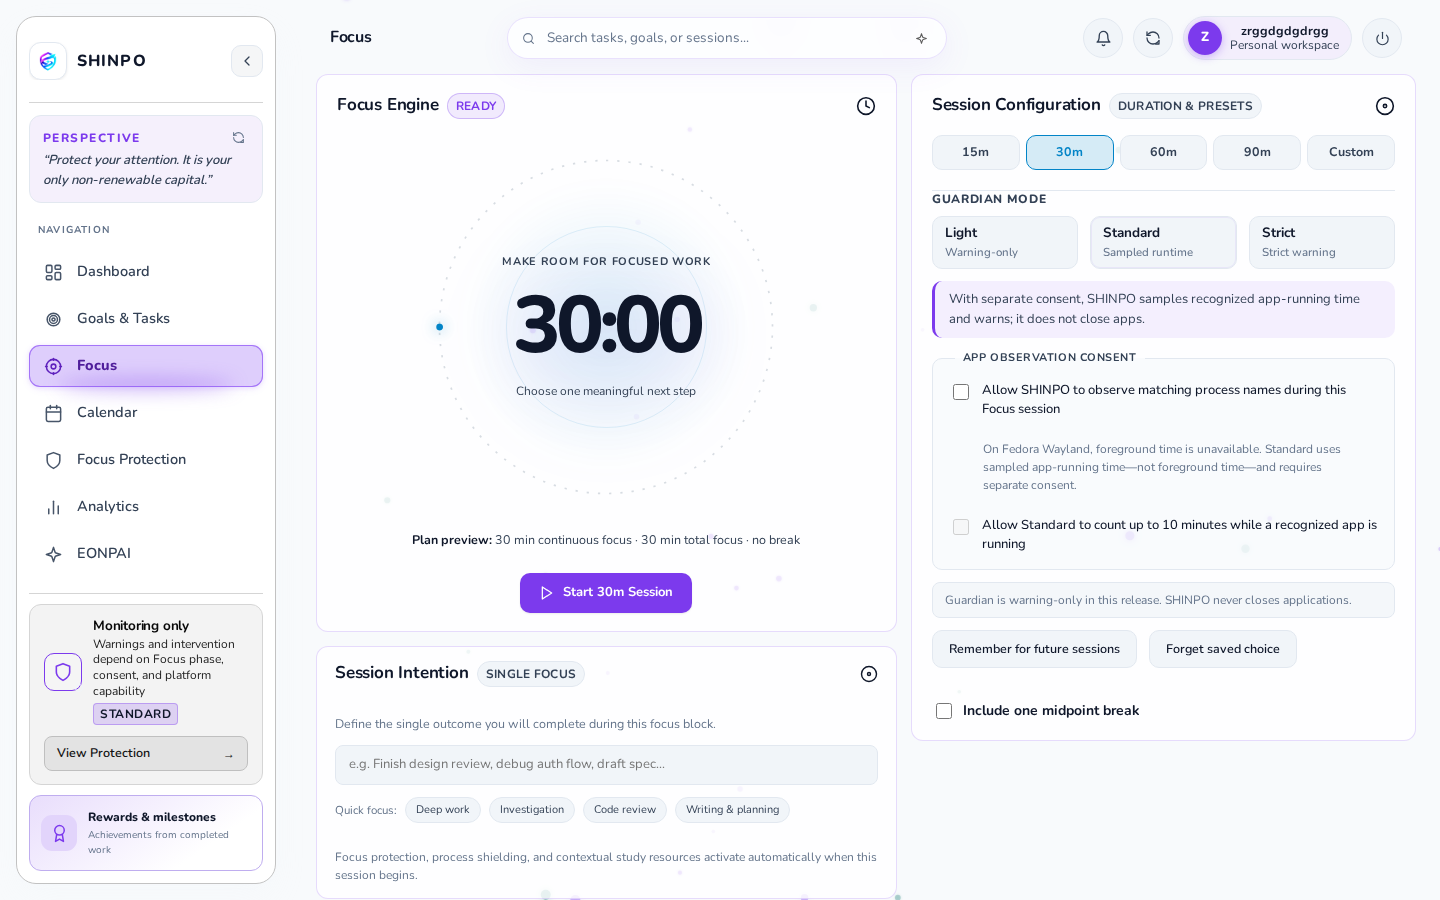 SHINPO
PERSPECTIVE
“Protect your attention. It is your
only non-renewable capital.”
NAVIGATION
Dashboard
Goals & Tasks
Focus
Calendar
Focus Protection
Analytics
EONPAI
Monitoring only
Warnings and intervention
depend on Focus phase,
consent, and platform
capability
STANDARD
View Protection →
Rewards & milestones
Achievements from completed
work
Focus
Search tasks, goals, or sessions...
Z
zrggdgdgdrgg
Personal workspace
Focus Engine READY
MAKE ROOM FOR FOCUSED WORK
30:00
Choose one meaningful next step
Plan preview: 30 min continuous focus · 30 min total focus · no break
Start 30m Session
Session Intention SINGLE FOCUS
Define the single outcome you will complete during this focus block.
e.g. Finish design review, debug auth flow, draft spec...
Quick focus: Deep work Investigation Code review Writing & planning
Focus protection, process shielding, and contextual study resources activate automatically when this
session begins.
Session Configuration DURATION & PRESETS
15m 30m 60m 90m Custom
GUARDIAN MODE
Light Standard Strict
Warning-only Sampled runtime Strict warning
With separate consent, SHINPO samples recognized app-running time
and warns; it does not close apps.
APP OBSERVATION CONSENT
Allow SHINPO to observe matching process names during this
Focus session
On Fedora Wayland, foreground time is unavailable. Standard uses
sampled app-running time—not foreground time—and requires
separate consent.
Allow Standard to count up to 10 minutes while a recognized app is
running
Guardian is warning-only in this release. SHINPO never closes applications.
Remember for future sessions Forget saved choice
Include one midpoint break